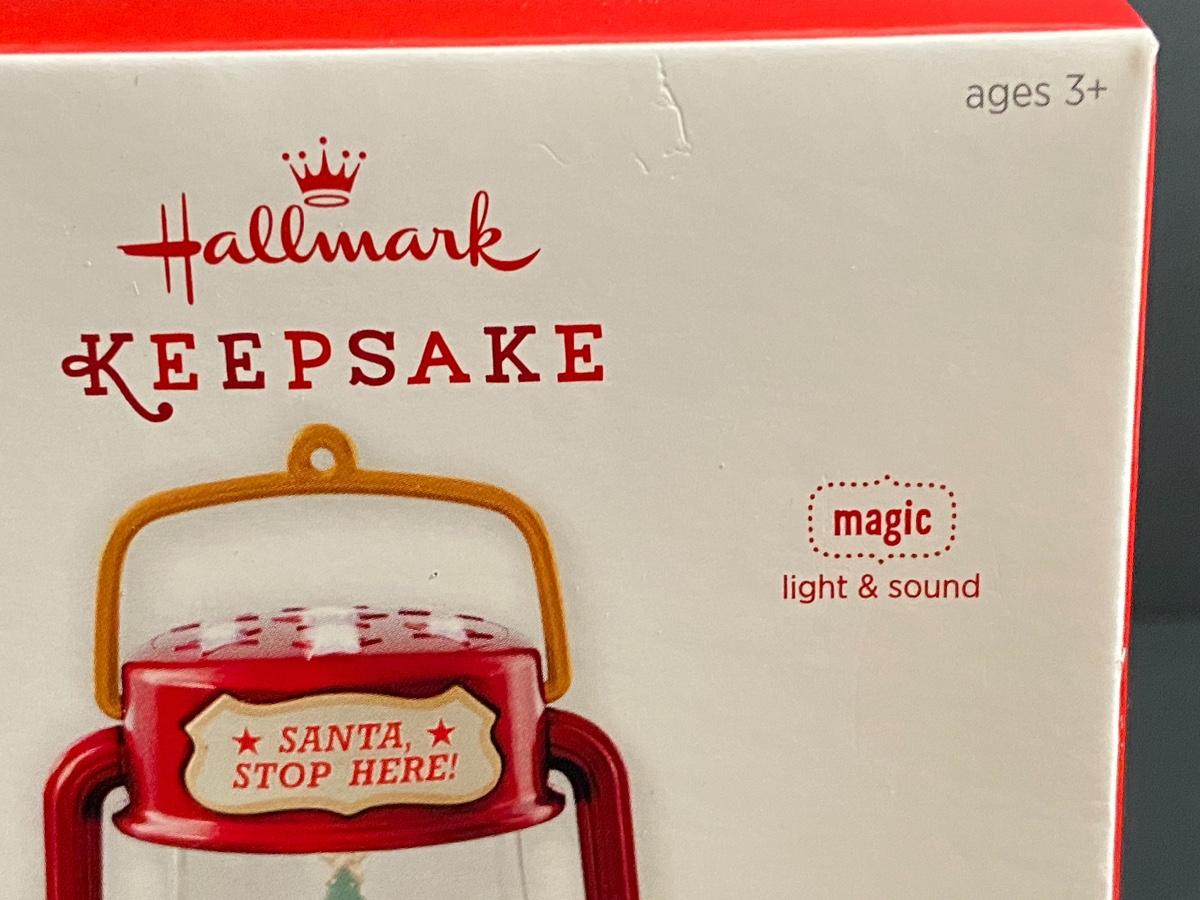 ages 3+
Hallmark
KEEPSAKE
magic
light & sound
★ SANTA, ★
STOP HERE!